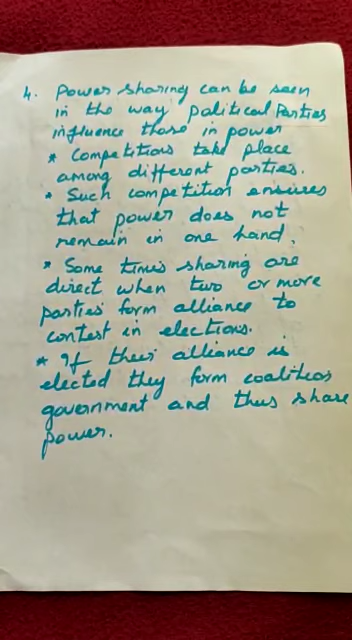 4. Power sharing can be seen
in the way political Parties
influence those in power
* Competitions take place
among different parties.
* Such competition ensures
that power does not
remain in one hand.
* Some times sharing are
direct when two or more
parties form alliance to
contest in elections.
* If their alliance is
elected they form coalition
government and thus share
power.